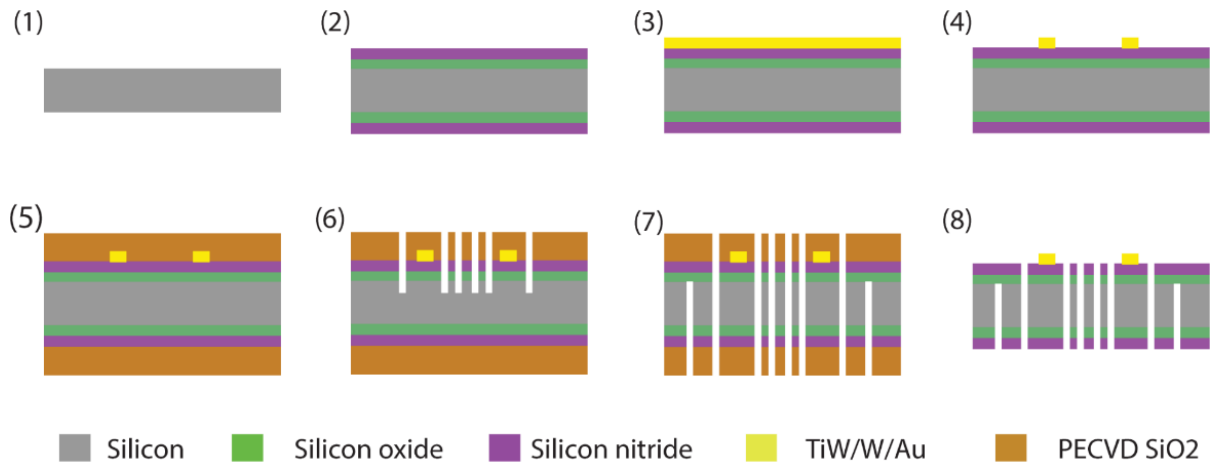 (1)
(2)
(3)
(4)
(5)
(6)
(7)
(8)
Silicon
Silicon oxide
Silicon nitride
TiW/W/Au
PECVD SiO2